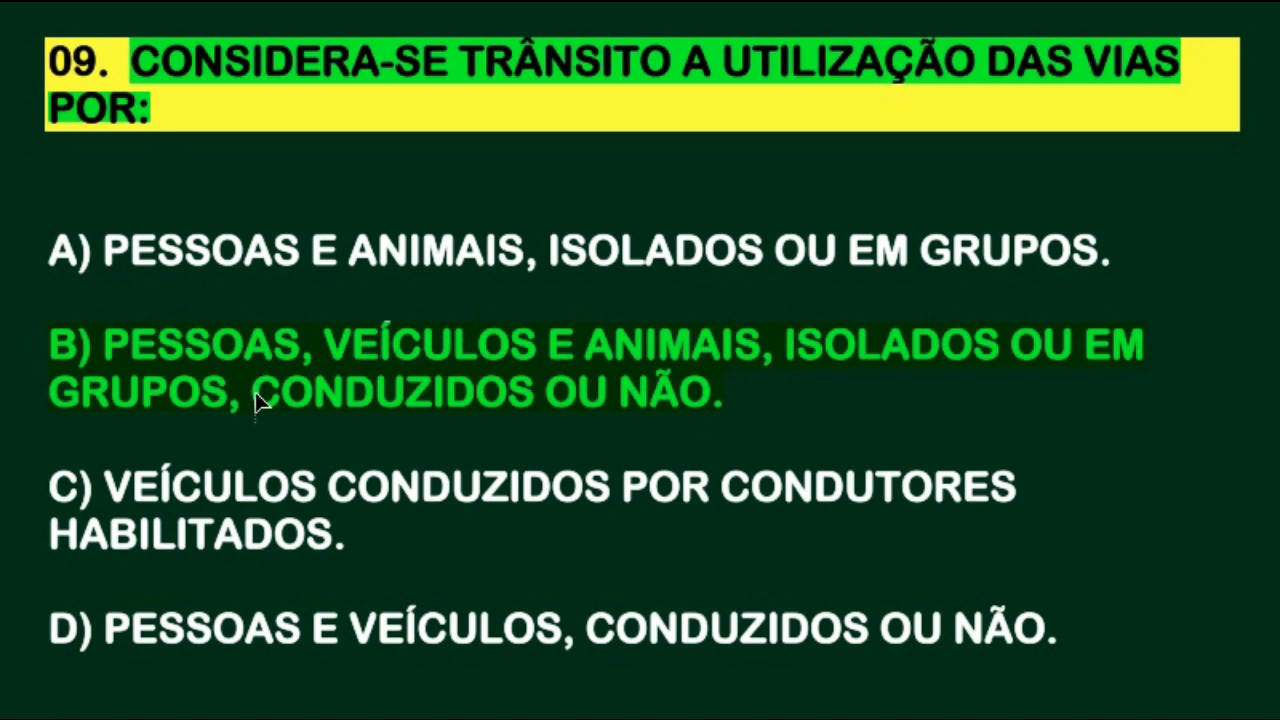 09. CONSIDERA-SE TRÂNSITO A UTILIZAÇÃO DAS VIAS
POR:
A) PESSOAS E ANIMAIS, ISOLADOS OU EM GRUPOS.
B) PESSOAS, VEÍCULOS E ANIMAIS, ISOLADOS OU EM
GRUPOS, CONDUZIDOS OU NÃO.
C) VEÍCULOS CONDUZIDOS POR CONDUTORES
HABILITADOS.
D) PESSOAS E VEÍCULOS, CONDUZIDOS OU NÃO.